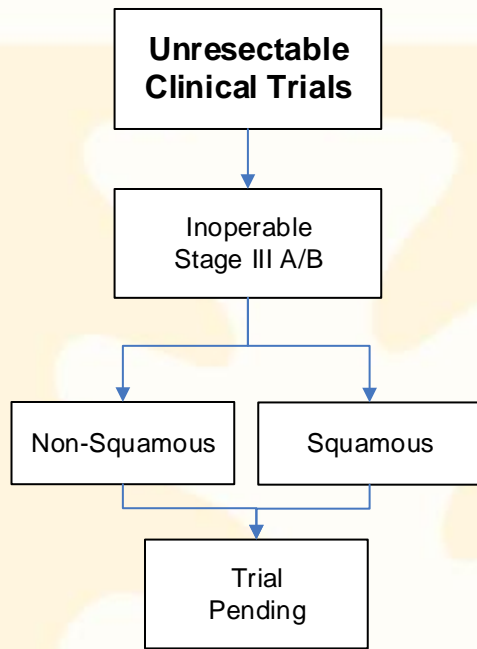 Unresectable
Clinical Trials
Inoperable
Stage III A/B
Non-Squamous
Squamous
Trial
Pending